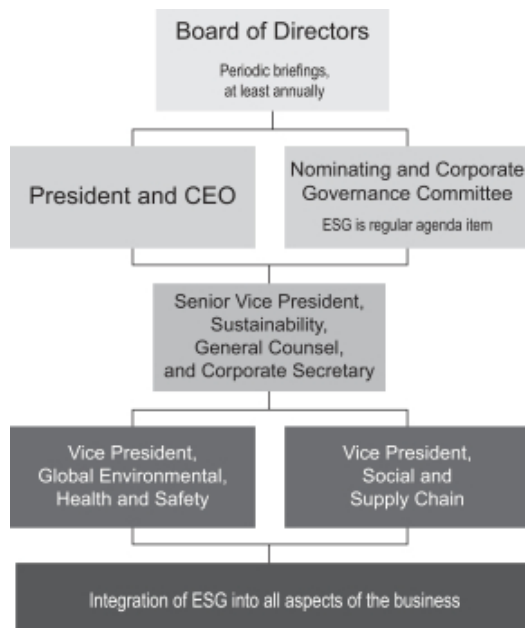 Board of Directors
Periodic briefings,
at least annually
President and CEO
Nominating and Corporate
Governance Committee
ESG is regular agenda item
Senior Vice President,
Sustainability,
General Counsel,
and Corporate Secretary
Vice President,
Global Environmental,
Health and Safety
Vice President,
Social and
Supply Chain
Integration of ESG into all aspects of the business